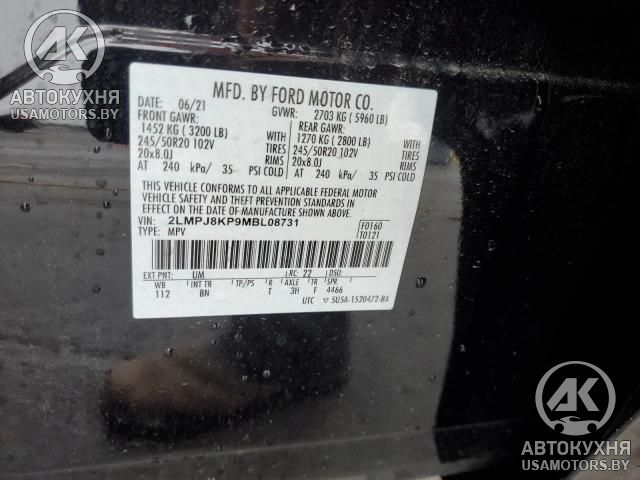 АК
АВТОКУХНЯ
USAMOTORS.BY
MFD. BY FORD MOTOR CO.
DATE: 06/21 GVWR: 2703 KG ( 5960 LB)
FRONT GAWR: REAR GAWR:
1452 KG ( 3200 LB) WITH 1270 KG ( 2800 LB) WITH
245/50R20 102V TIRES 245/50R20 102V TIRES
20x8.0J RIMS 20x8.0J RIMS
AT 240 kPa/ 35 PSI COLD AT 240 kPa/ 35 PSI COLD
THIS VEHICLE CONFORMS TO ALL APPLICABLE FEDERAL MOTOR
VEHICLE SAFETY AND THEFT PREVENTION STANDARDS IN
EFFECT ON THE DATE OF MANUFACTURE SHOWN ABOVE.
VIN: 2LMPJ8KP9MBL08731 F0160
TYPE: MPV T0121
EXT PNT: UM RC: 22 DSO:
WB INT TR TP/PS R AXLE TR SPR
112 BN T 3H F 4466
UTC ▽ 5U5A-1520472-BA
АК
АВТОКУХНЯ
USAMOTORS.BY